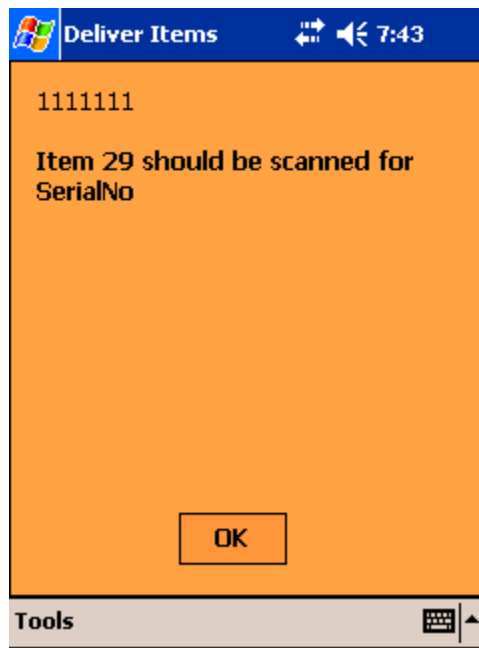 Deliver Items 7:43
1111111
Item 29 should be scanned for
SerialNo
OK
Tools